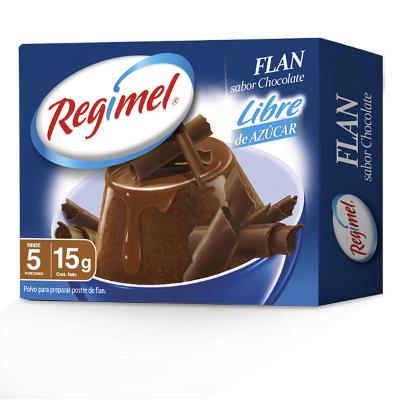 Regimel®
FLAN
sabor Chocolate
Libre
de AZÚCAR
RINDE
5
PORCIONES
15g
Cont. Neto
Polvo para preparar postre de flan.
FLAN
sabor Chocolate
Regimel